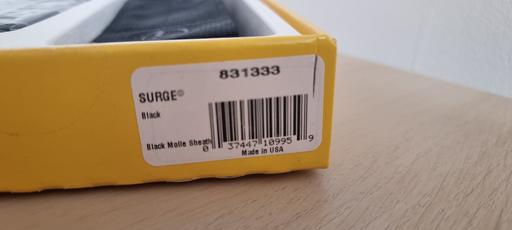 831333
SURGE®
Black
Black Molle Sheath
0 37447 10995 9
Made in USA